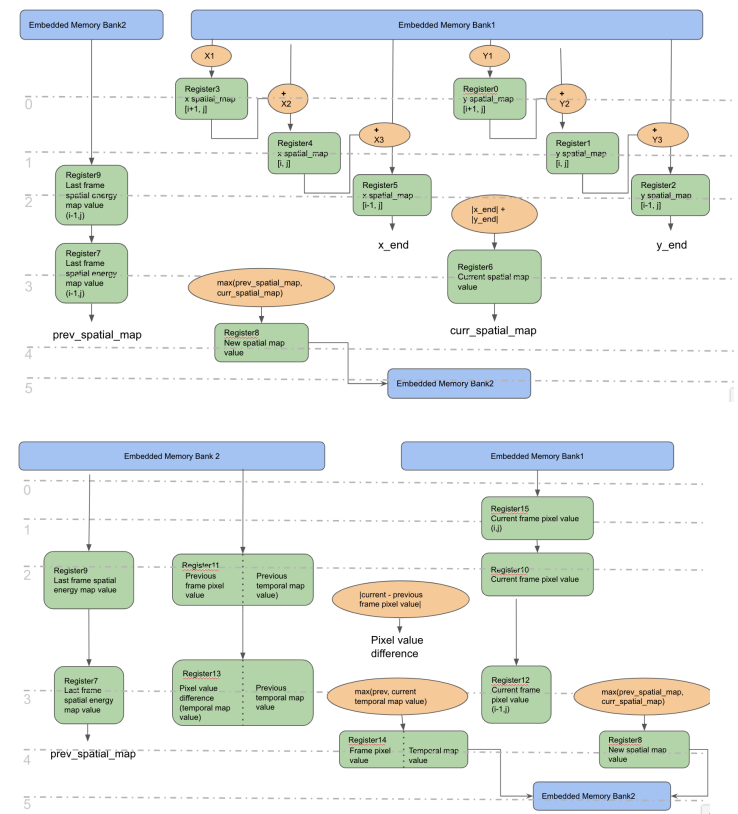 Embedded Memory Bank2
Embedded Memory Bank1
X1
Y1
Register3
x spatial_map
[i+1, j]
+
X2
Register0
y spatial_map
[i+1, j]
+
Y2
0
+
X3
+
Y3
Register4
x spatial_map
[i, j]
Register1
y spatial_map
[i, j]
1
Register9
Last frame
spatial energy
map value
(i-1,j)
Register5
x spatial_map
[i-1, j]
Register2
y spatial_map
[i-1, j]
2
|x_end| +
|y_end|
x_end
y_end
Register7
Last frame
spatial energy
map value
(i-1,j)
Register6
Current spatial map
value
3
max(prev_spatial_map,
curr_spatial_map)
prev_spatial_map
Register8
New spatial map
value
curr_spatial_map
4
5
Embedded Memory Bank2
Embedded Memory Bank 2
Embedded Memory Bank1
0
Register15
Current frame pixel value
(i,j)
1
Register9
Last frame spatial
energy map value
Register11
Previous
frame pixel
value
Previous
temporal map
value)
Register10
Current frame pixel value
2
|current - previous
frame pixel value|
Pixel value
difference
Register7
Last frame
spatial energy
map value
Register13
Pixel value
difference
(temporal map
value)
Previous
temporal map
value
Register12
Current frame
pixel value
(i-1,j)
3
max(prev, current
temporal map value)
max(prev_spatial_map,
curr_spatial_map)
prev_spatial_map
Register14
Frame pixel
value
Temporal map
value
Register8
New spatial map
value
4
Embedded Memory Bank2
5